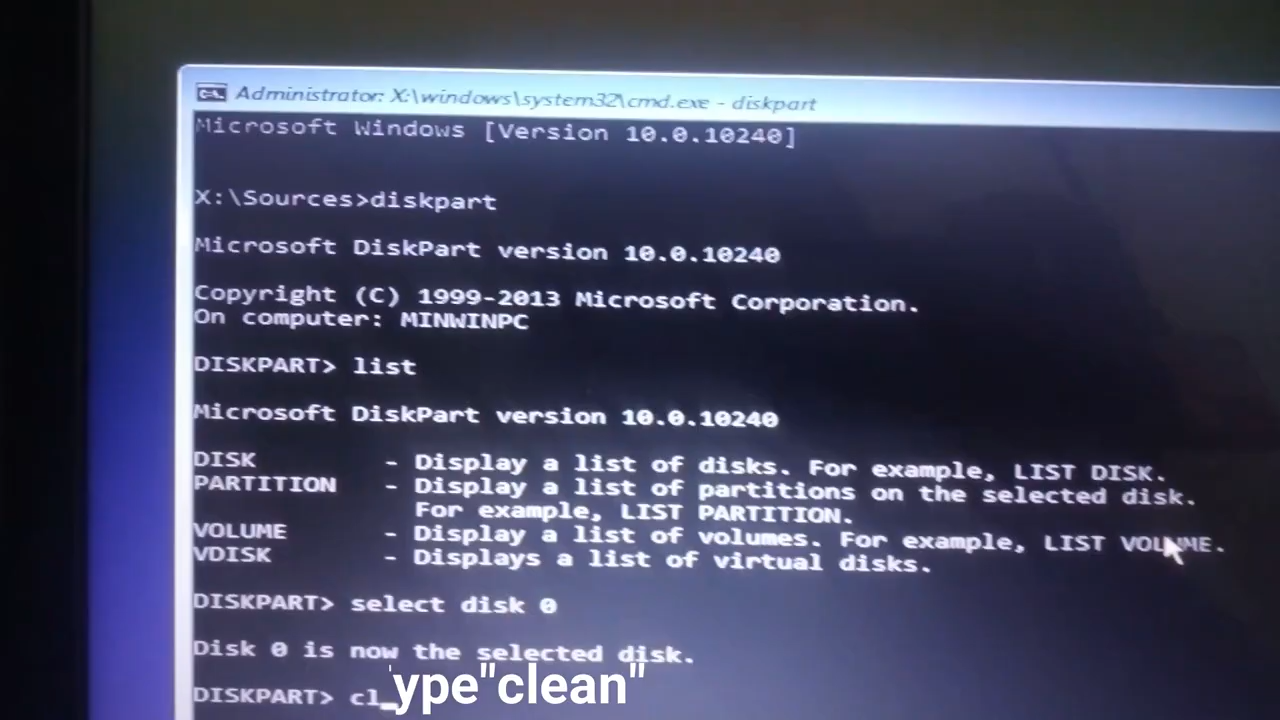 Administrator: X:\windows\system32\cmd.exe - diskpart
Microsoft Windows [Version 10.0.10240]
X:\Sources>diskpart
Microsoft DiskPart version 10.0.10240
Copyright (C) 1999-2013 Microsoft Corporation.
On computer: MINWINPC
DISKPART> list
Microsoft DiskPart version 10.0.10240
DISK - Display a list of disks. For example, LIST DISK.
PARTITION - Display a list of partitions on the selected disk.
For example, LIST PARTITION.
VOLUME - Display a list of volumes. For example, LIST VOLUME.
VDISK - Displays a list of virtual disks.
DISKPART> select disk 0
Disk 0 is now the selected disk.
DISKPART> cl_
ype"clean"